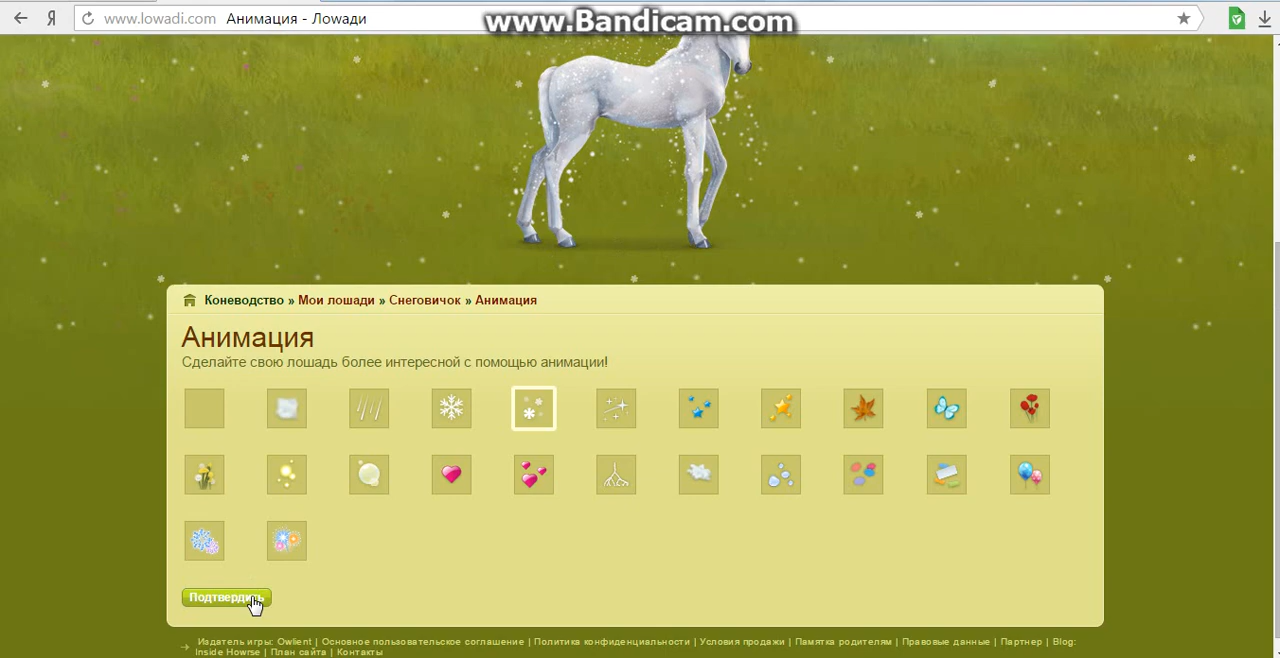 Я www.lowadi.com Анимация - Ловади
www.Bandicam.com
Коневодство » Мои лошади » Снеговичок » Анимация
Анимация
Сделайте свою лошадь более интересной с помощью анимации!
Подтвердить
Издатель игры: Owlient | Основное пользовательское соглашение | Политика конфиденциальности | Условия продажи | Памятка родителям | Правовые данные | Партнер | Blog:
Inside Howrse | План сайта | Контакты